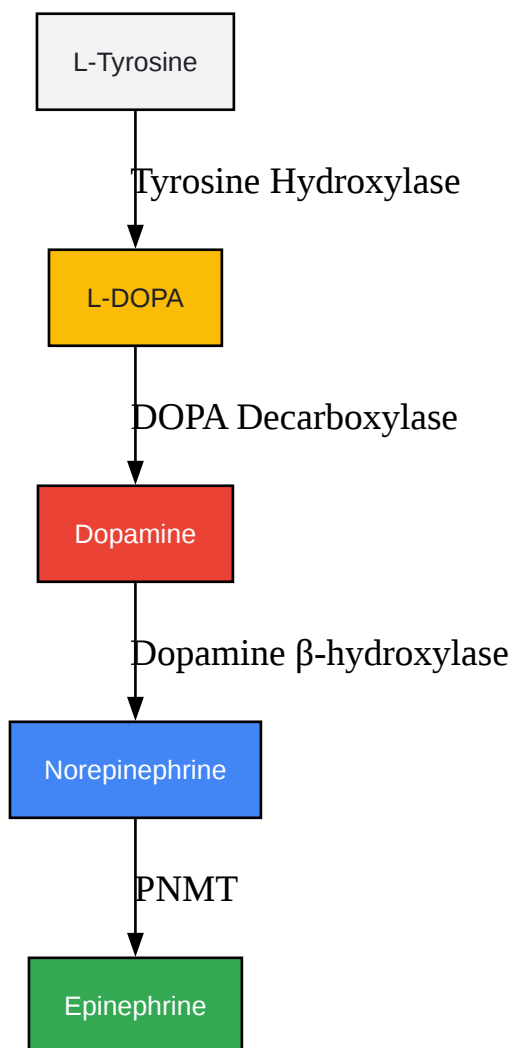 L-Tyrosine
Tyrosine Hydroxylase
L-DOPA
DOPA Decarboxylase
Dopamine
Dopamine β-hydroxylase
Norepinephrine
PNMT
Epinephrine